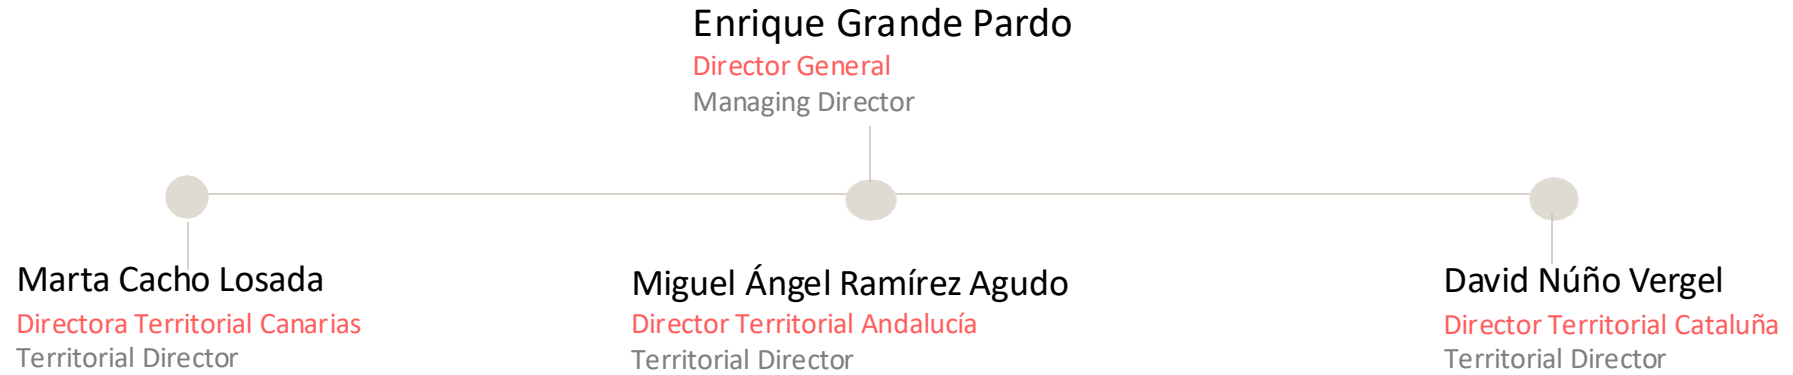 Enrique Grande Pardo
Director General
Managing Director
Marta Cacho Losada
Directora Territorial Canarias
Territorial Director
Miguel Ángel Ramírez Agudo
Director Territorial Andalucía
Territorial Director
David Núño Vergel
Director Territorial Cataluña
Territorial Director